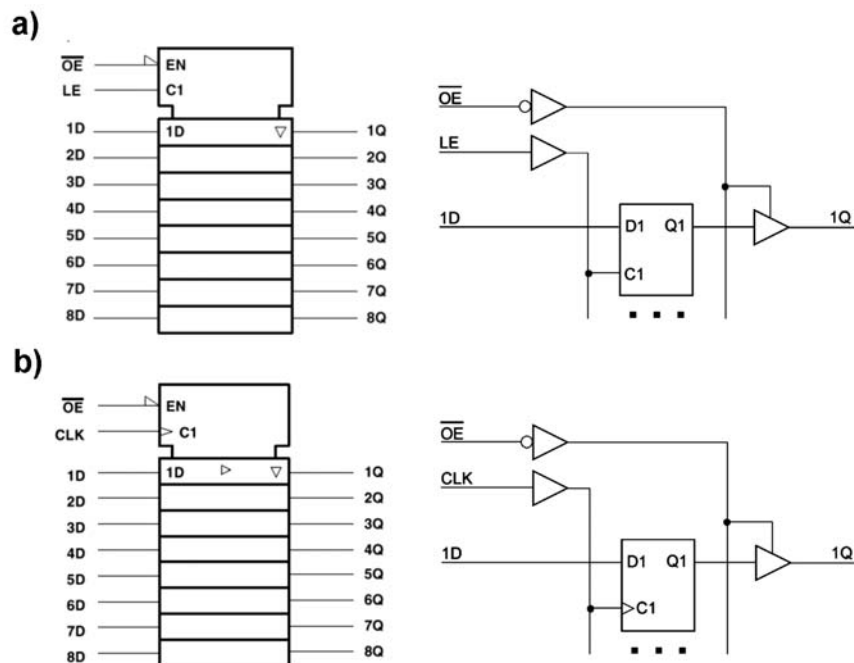 a)
OE EN
LE C1
1D 1D 1Q
2D 2Q
3D 3Q
4D 4Q
5D 5Q
6D 6Q
7D 7Q
8D 8Q
OE
LE
1D D1 Q1 1Q
C1
b)
OE EN
CLK C1
1D 1D 1Q
2D 2Q
3D 3Q
4D 4Q
5D 5Q
6D 6Q
7D 7Q
8D 8Q
OE
CLK
1D D1 Q1 1Q
C1